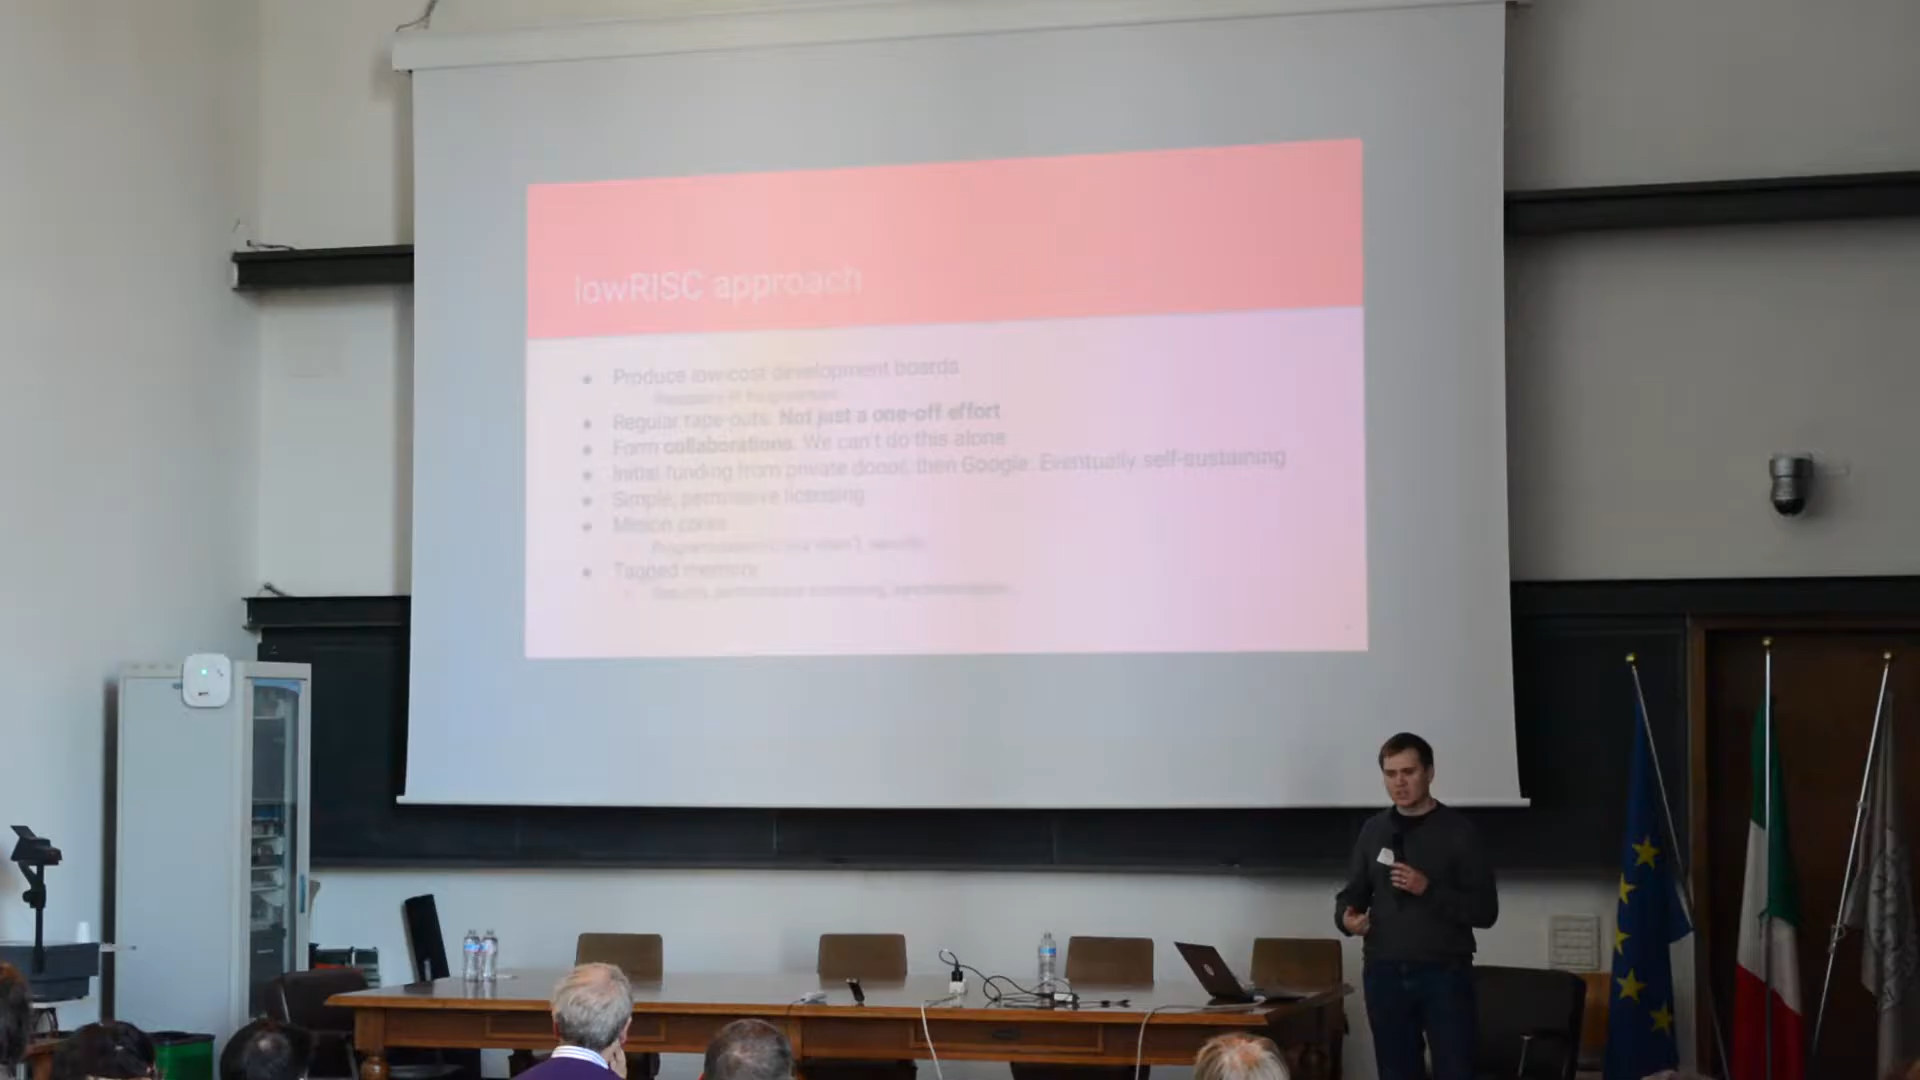 lowRISC approach
Produce low-cost development boards
Regular tape-outs. Not just a one-off effort
Form collaborations. We can't do this alone
Initial funding from private donor, then Google. Eventually self-sustaining
Simple, permissive licensing
Minion cores
Tagged memory